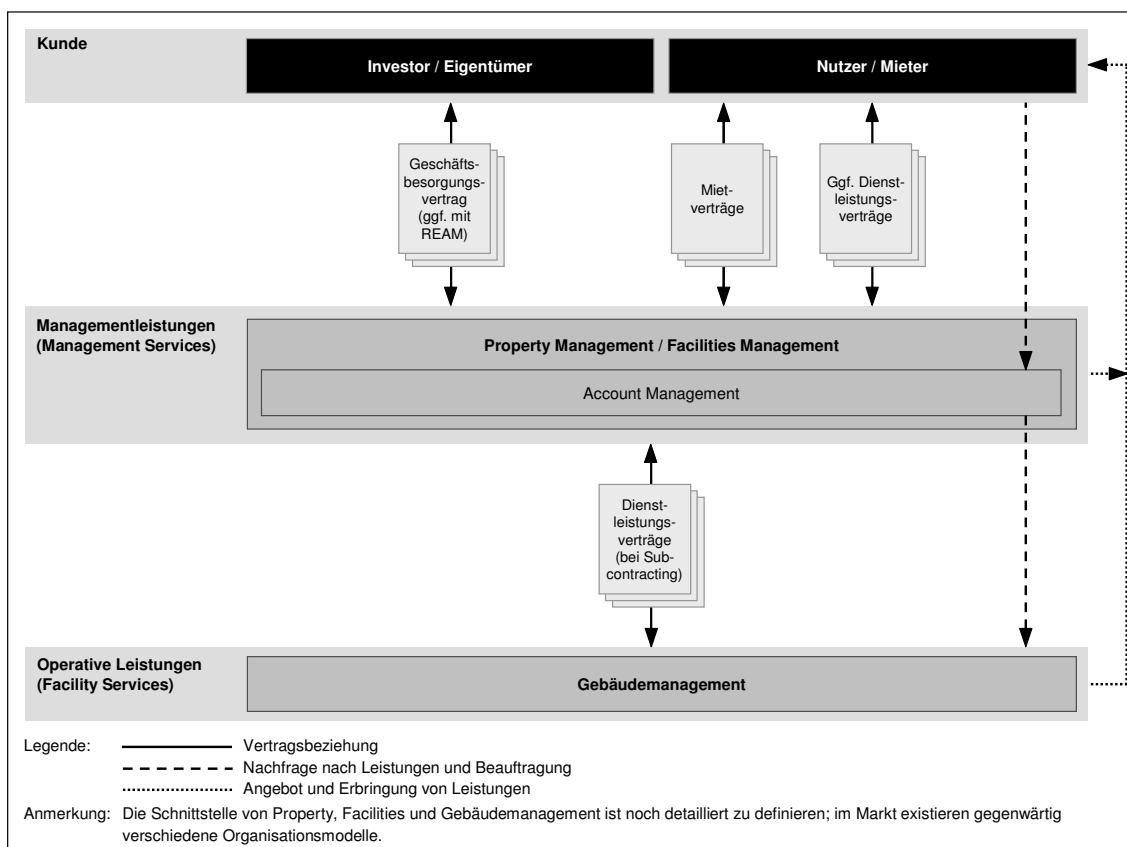 Kunde
Investor / Eigentümer
Nutzer / Mieter
Geschäfts-
besorgungs-
vertrag
(ggf. mit
REAM)
Miet-
verträge
Ggf. Dienst-
leistungs-
verträge
Managementleistungen
(Management Services)
Property Management / Facilities Management
Account Management
Dienst-
leistungs-
verträge
(bei Sub-
contracting)
Operative Leistungen
(Facility Services)
Gebäudemanagement
Legende:
Vertragsbeziehung
Nachfrage nach Leistungen und Beauftragung
Angebot und Erbringung von Leistungen
Anmerkung: Die Schnittstelle von Property, Facilities und Gebäudemanagement ist noch detailliert zu definieren; im Markt existieren gegenwärtig
verschiedene Organisationsmodelle.